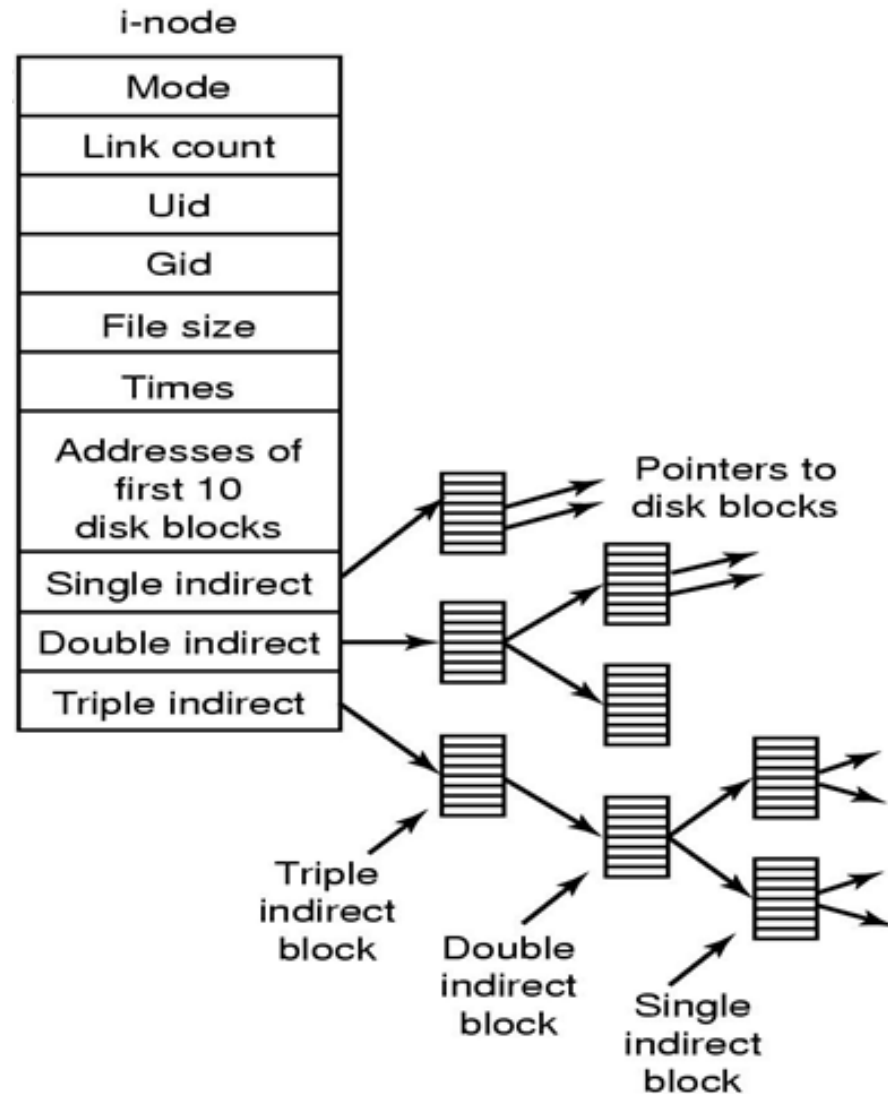 i-node
Mode
Link count
Uid
Gid
File size
Times
Addresses of
first 10
disk blocks
Single indirect
Double indirect
Triple indirect
Pointers to
disk blocks
Triple
indirect
block
Double
indirect
block
Single
indirect
block